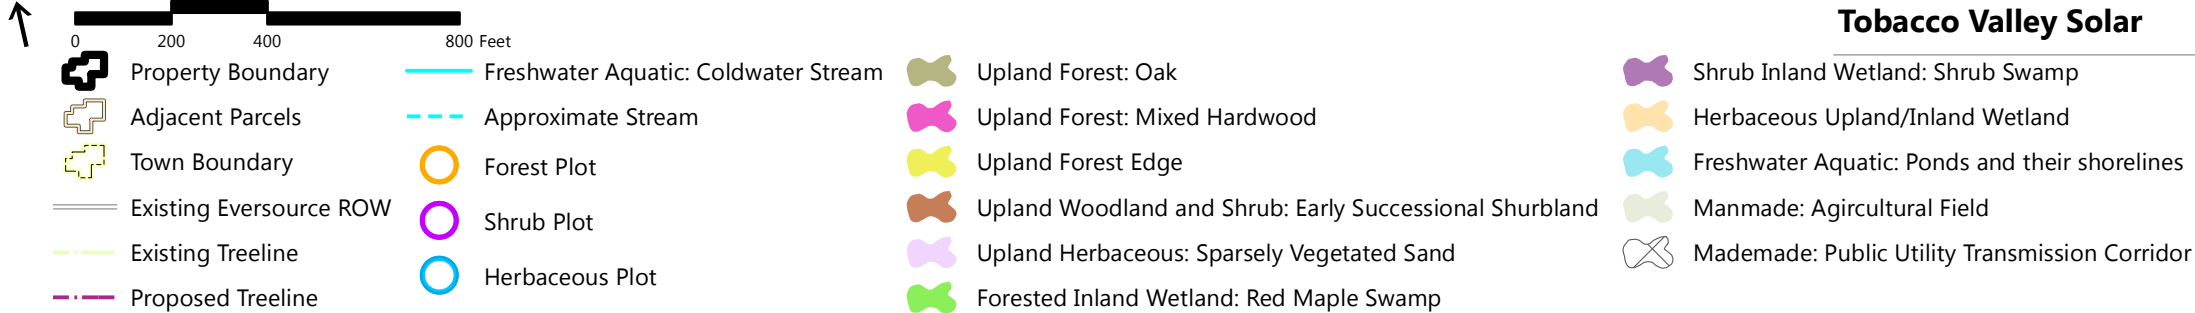 Tobacco Valley Solar
0 200 400 800 Feet
Property Boundary
Adjacent Parcels
Town Boundary
Existing Eversource ROW
Existing Treeline
Proposed Treeline
Freshwater Aquatic: Coldwater Stream
Approximate Stream
Forest Plot
Shrub Plot
Herbaceous Plot
Upland Forest: Oak
Upland Forest: Mixed Hardwood
Upland Forest Edge
Upland Woodland and Shrub: Early Successional Shurbland
Upland Herbaceous: Sparsely Vegetated Sand
Forested Inland Wetland: Red Maple Swamp
Shrub Inland Wetland: Shrub Swamp
Herbaceous Upland/Inland Wetland
Freshwater Aquatic: Ponds and their shorelines
Manmade: Agircultural Field
Mademade: Public Utility Transmission Corridor